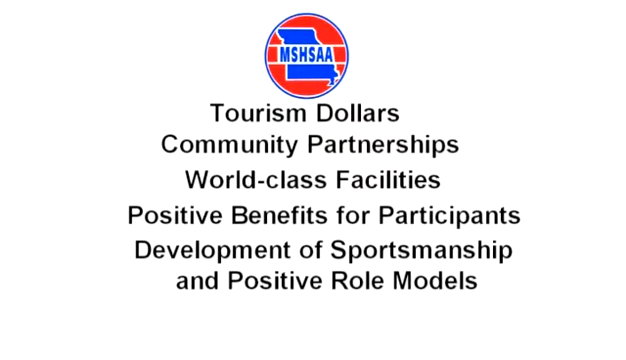 MSHSAA
Tourism Dollars
Community Partnerships
World-class Facilities
Positive Benefits for Participants
Development of Sportsmanship
and Positive Role Models